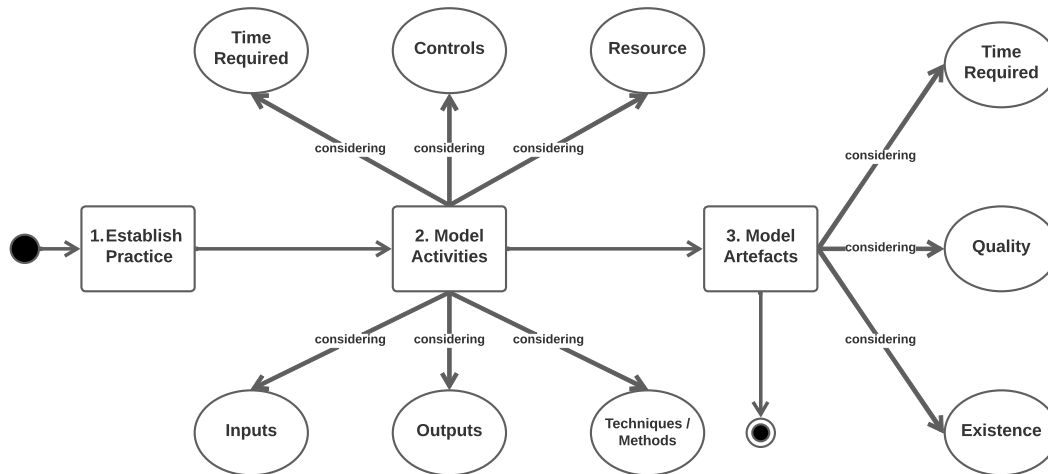 Time
Required
Controls
Resource
Time
Required
considering
considering
considering
considering
1.Establish
Practice
2. Model
Activities
3. Model
Artefacts
considering
Quality
considering
considering
considering
considering
Inputs
Outputs
Techniques /
Methods
Existence